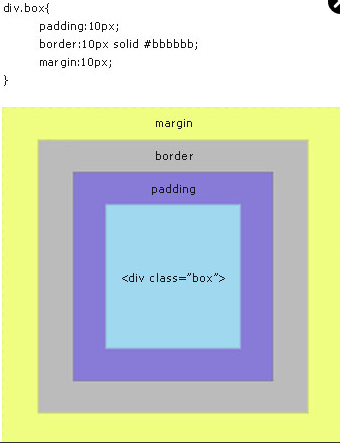 div.box{
padding:10px;
border:10px solid #bbbbbb;
margin:10px;
}
margin
border
padding
<div class=”box”>